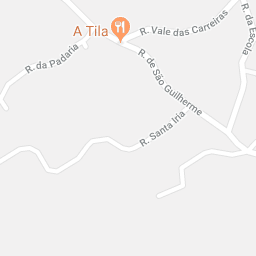 A Tila
R. Vale das Carreiras
R. da Escola
R. da Padaria
R. de São Guilherme
R. Santa Iria